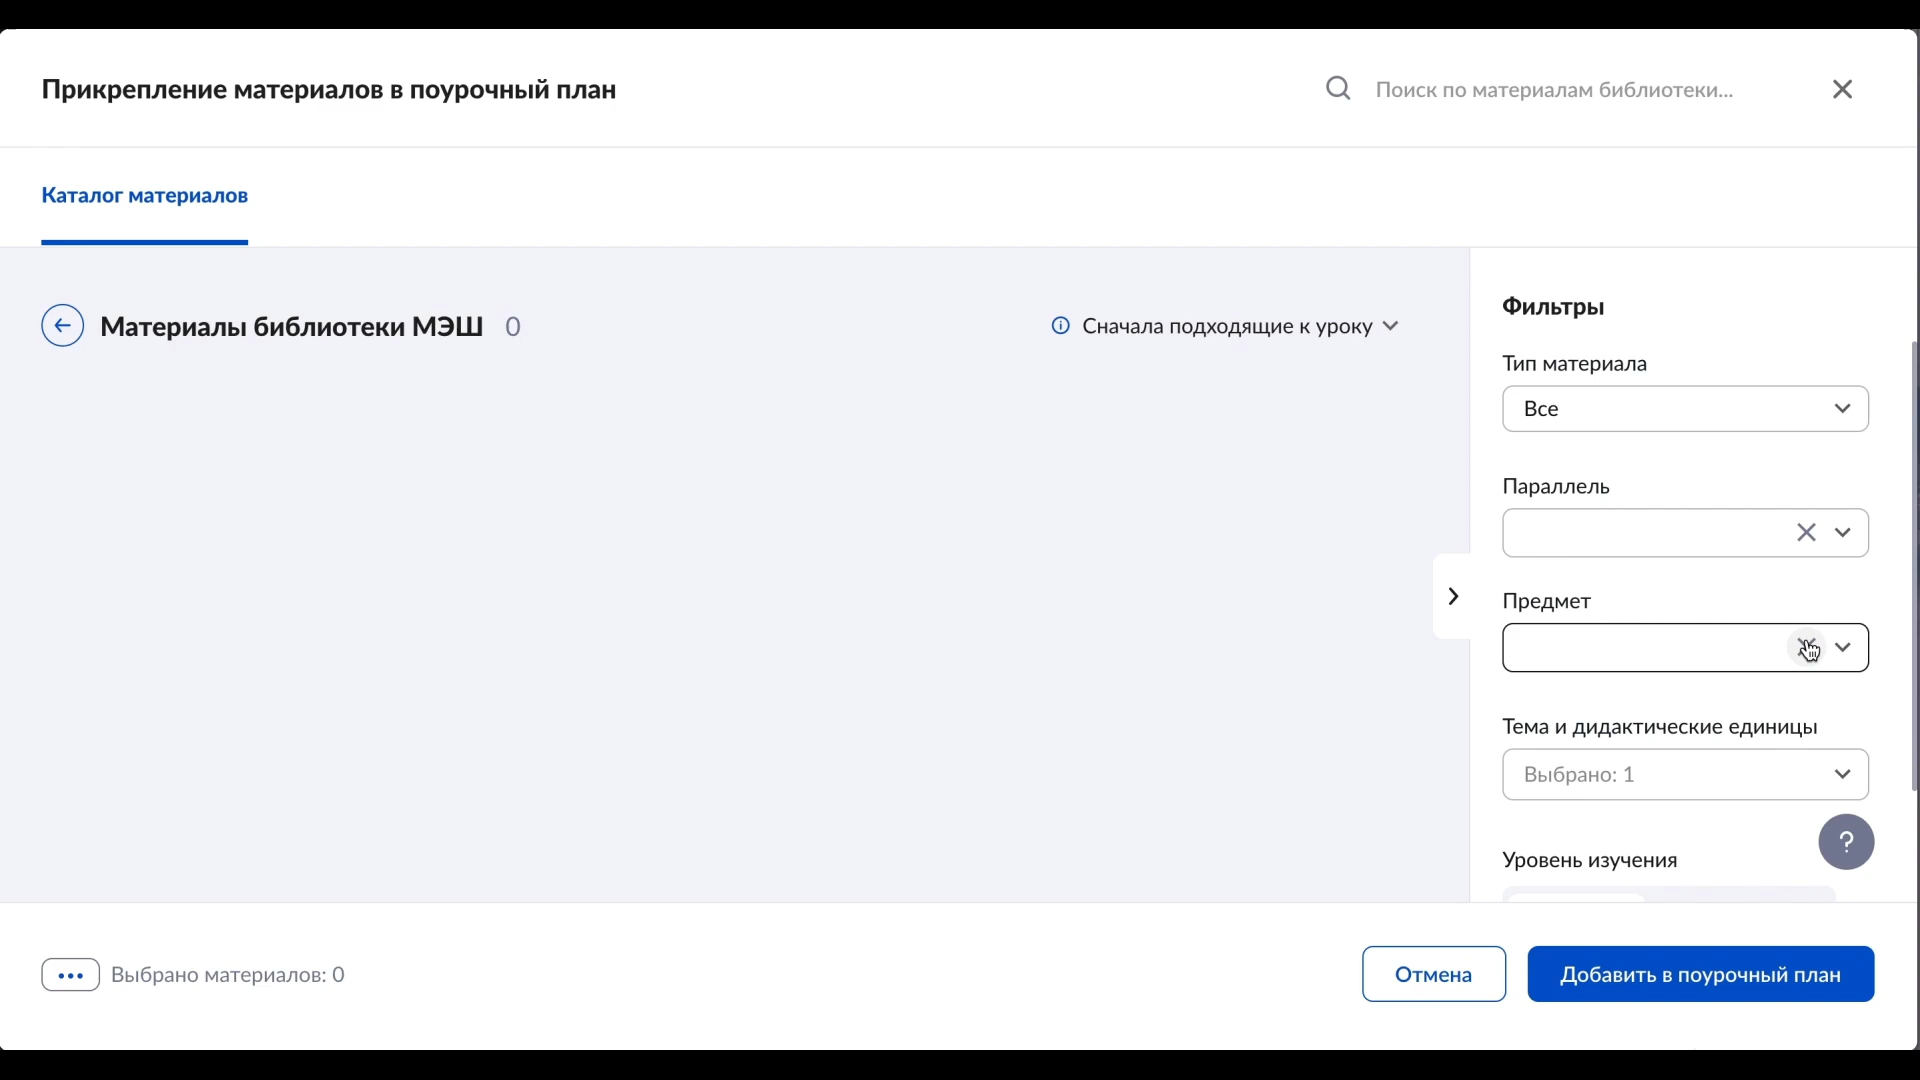 Прикрепление материалов в поурочный план
Поиск по материалам библиотеки...
Каталог материалов
Материалы библиотеки МЭШ 0
Сначала подходящие к уроку
Фильтры
Тип материала
Все
Параллель
Предмет
Тема и дидактические единицы
Выбрано: 1
?
Уровень изучения
Выбрано материалов: 0
Отмена
Добавить в поурочный план